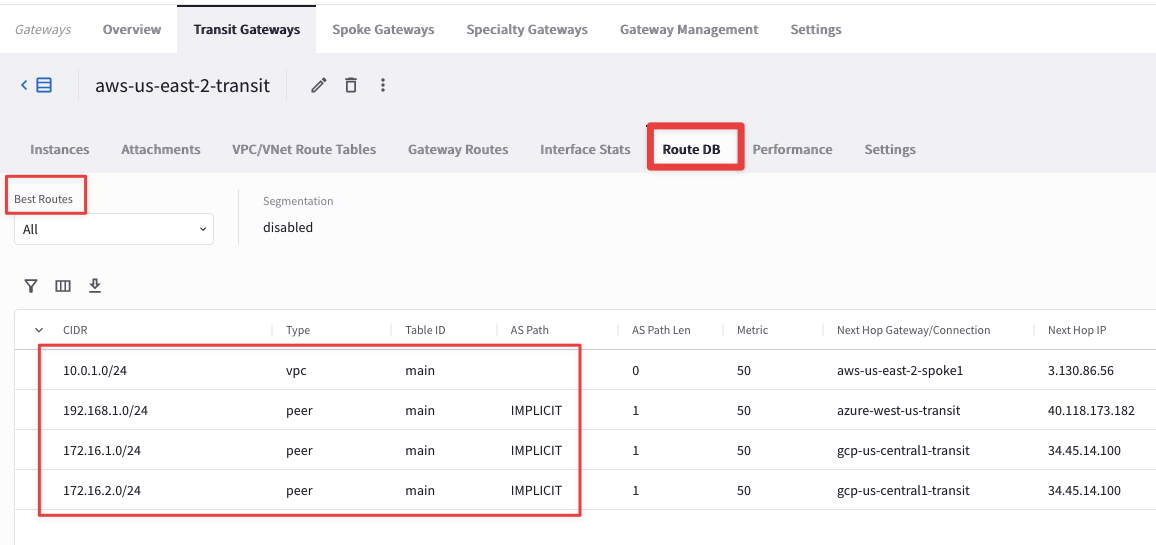 Gateways Overview Transit Gateways Spoke Gateways Specialty Gateways Gateway Management Settings
aws-us-east-2-transit
Instances Attachments VPC/VNet Route Tables Gateway Routes Interface Stats Route DB Performance Settings
Best Routes Segmentation
All disabled
CIDR Type Table ID AS Path AS Path Len Metric Next Hop Gateway/Connection Next Hop IP
10.0.1.0/24 vpc main 0 50 aws-us-east-2-spoke1 3.130.86.56
192.168.1.0/24 peer main IMPLICIT 1 50 azure-west-us-transit 40.118.173.182
172.16.1.0/24 peer main IMPLICIT 1 50 gcp-us-central1-transit 34.45.14.100
172.16.2.0/24 peer main IMPLICIT 1 50 gcp-us-central1-transit 34.45.14.100